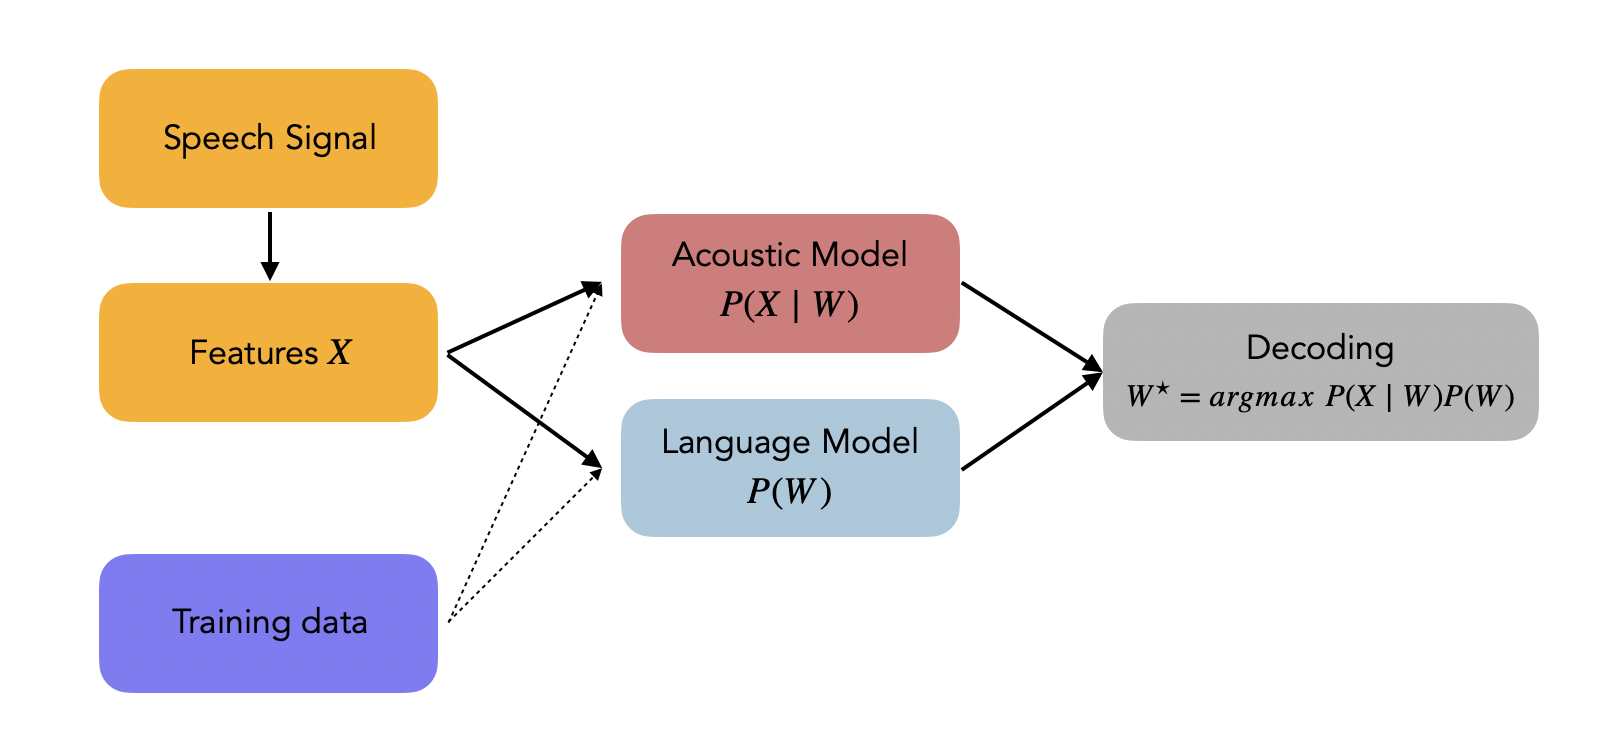 Speech Signal
Features X
Training data
Acoustic Model
P(X | W)
Language Model
P(W)
Decoding
W⋆ = argmax P(X | W)P(W)